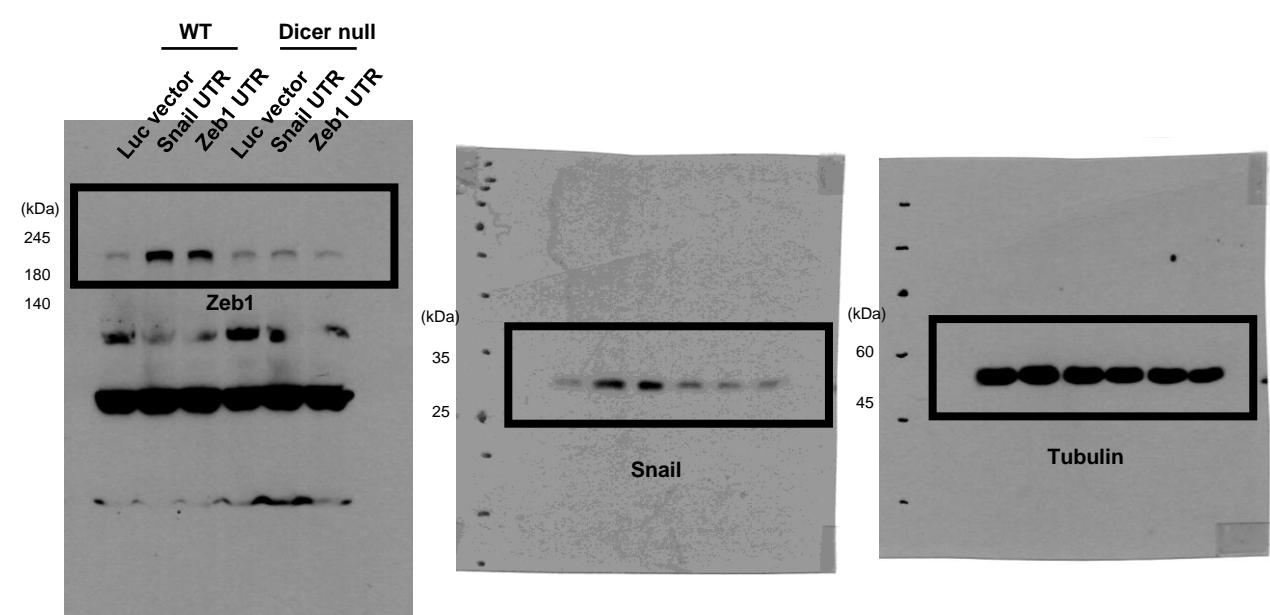 WT Dicer null
Luc vector
Snail UTR
Zeb1 UTR
Luc vector
Snail UTR
Zeb1 UTR
(kDa)
245
180
140
Zeb1
(kDa)
35
25
Snail
(kDa)
60
45
Tubulin